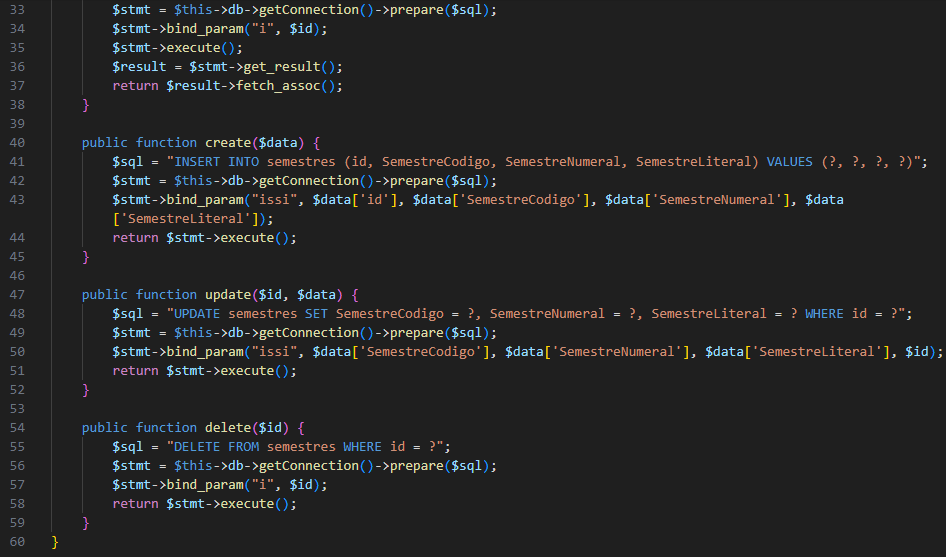 33 $stmt = $this->db->getConnection()->prepare($sql);
34 $stmt->bind_param("i", $id);
35 $stmt->execute();
36 $result = $stmt->get_result();
37 return $result->fetch_assoc();
38 }
39
40 public function create($data) {
41 $sql = "INSERT INTO semestres (id, SemestreCodigo, SemestreNumeral, SemestreLiteral) VALUES (?, ?, ?, ?)";
42 $stmt = $this->db->getConnection()->prepare($sql);
43 $stmt->bind_param("issi", $data['id'], $data['SemestreCodigo'], $data['SemestreNumeral'], $data
['SemestreLiteral']);
44 return $stmt->execute();
45 }
46
47 public function update($id, $data) {
48 $sql = "UPDATE semestres SET SemestreCodigo = ?, SemestreNumeral = ?, SemestreLiteral = ? WHERE id = ?";
49 $stmt = $this->db->getConnection()->prepare($sql);
50 $stmt->bind_param("issi", $data['SemestreCodigo'], $data['SemestreNumeral'], $data['SemestreLiteral'], $id);
51 return $stmt->execute();
52 }
53
54 public function delete($id) {
55 $sql = "DELETE FROM semestres WHERE id = ?";
56 $stmt = $this->db->getConnection()->prepare($sql);
57 $stmt->bind_param("i", $id);
58 return $stmt->execute();
59 }
60 }